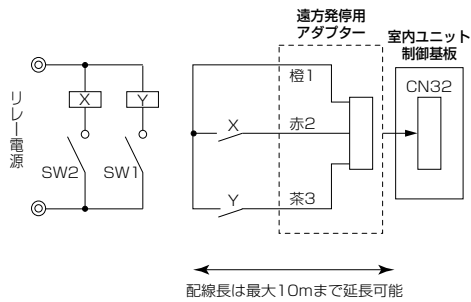 遠方発停用
アダプター
室内ユニット
制御基板
CN32
橙1
X
Y
X
赤2
リレー電源
SW2
SW1
Y
茶3
配線長は最大10mまで延長可能